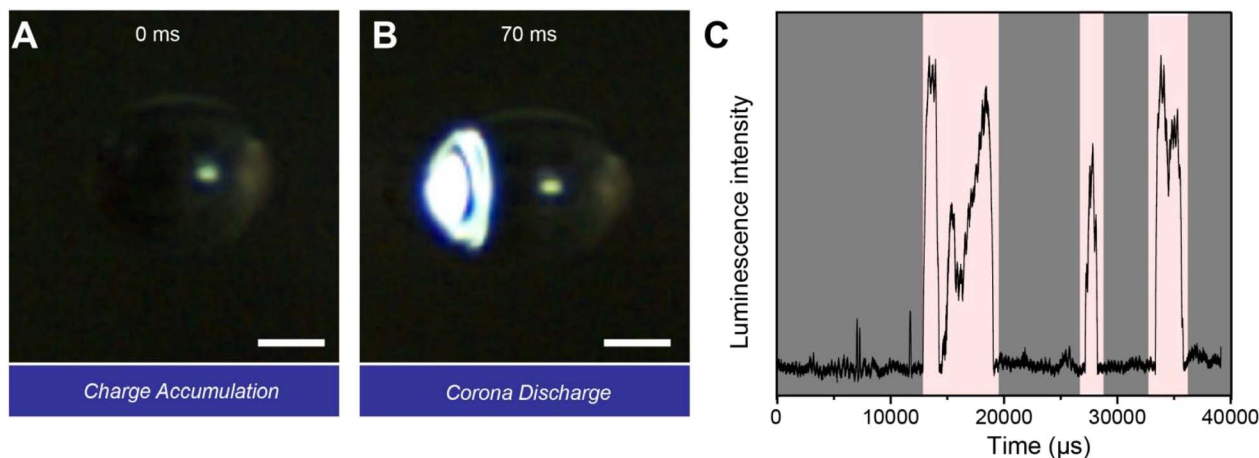 A
0 ms
Charge Accumulation
B
70 ms
Corona Discharge
C
Luminescence intensity
0
10000
20000
30000
40000
Time (µs)